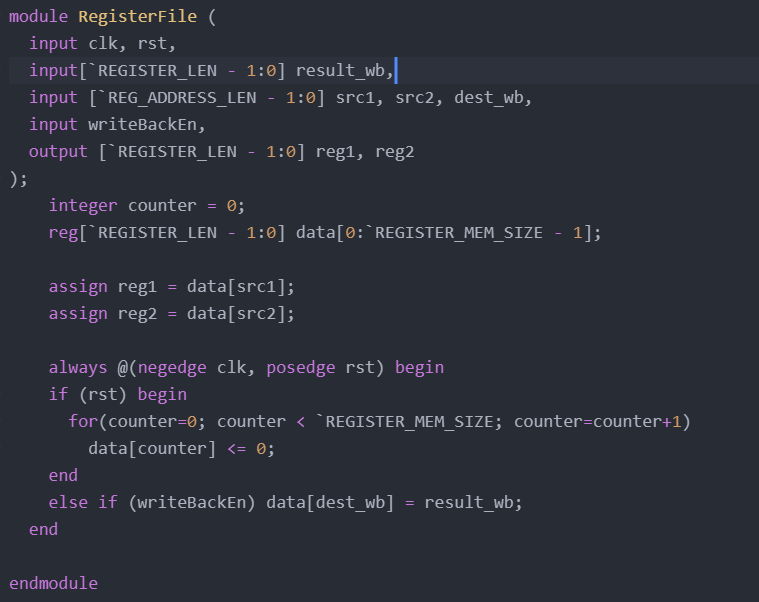 module RegisterFile (
  input clk, rst,
  input[`REGISTER_LEN - 1:0] result_wb,
  input [`REG_ADDRESS_LEN - 1:0] src1, src2, dest_wb,
  input writeBackEn,
  output [`REGISTER_LEN - 1:0] reg1, reg2
);
    integer counter = 0;
    reg[`REGISTER_LEN - 1:0] data[0:`REGISTER_MEM_SIZE - 1];

    assign reg1 = data[src1];
    assign reg2 = data[src2];

    always @(negedge clk, posedge rst) begin
    if (rst) begin
      for(counter=0; counter < `REGISTER_MEM_SIZE; counter=counter+1)
        data[counter] <= 0;
    end
    else if (writeBackEn) data[dest_wb] = result_wb;
  end

endmodule